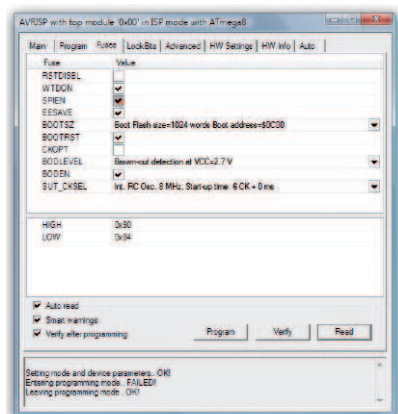 AVRISP with top module '0x00' in ISP mode with ATmega8
Main Program Fuses LockBits Advanced HW Settings HW Info Auto
Fuse Value
RSTDISBL
WTDON
SPIEN
EESAVE
BOOTSZ Boot Flash size=1024 words Boot address=$0C00
BOOTRST
CKOPT
BODLEVEL Brown-out detection at VCC=2.7 V
BODEN
SUT_CKSEL Int. RC Osc. 8 MHz; Start-up time: 6 CK + 0 ms
HIGH
LOW
Auto read
Smart warnings
Verify after programming
Program Verify Read
Setting mode and device parameters.. OK!
Entering programming mode.. FAILED!
Leaving programming mode.. OK!